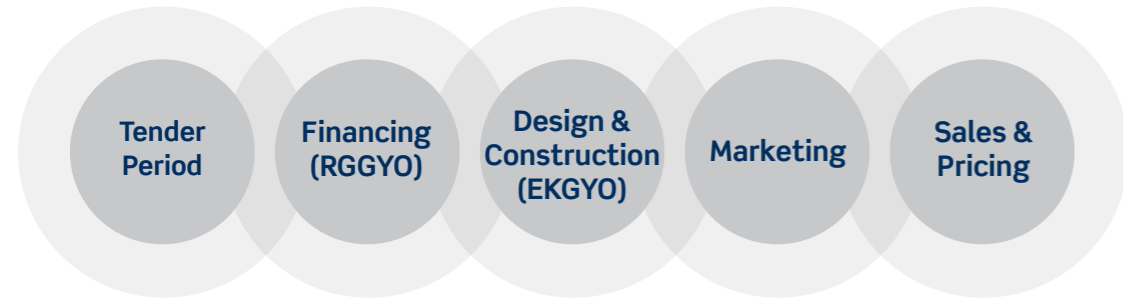 Tender
Period
Financing
(RGGYO)
Design &
Construction
(EKGYO)
Marketing
Sales &
Pricing